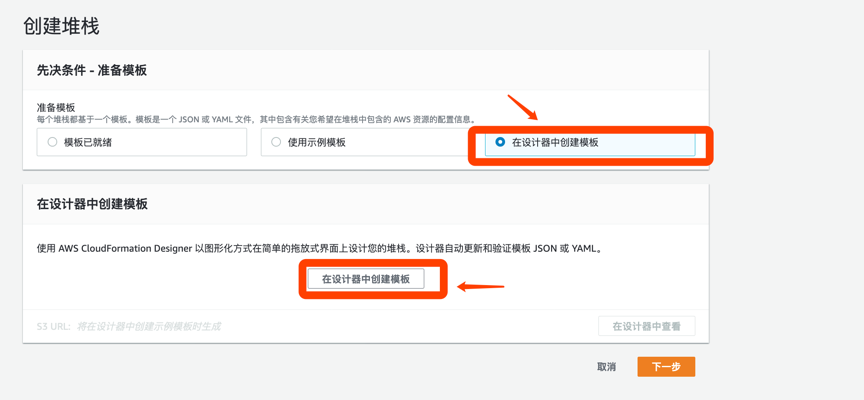 创建堆栈
先决条件 - 准备模板
准备模板
每个堆栈都基于一个模板。模板是一个 JSON 或 YAML 文件，其中包含有关您希望在堆栈中包含的 AWS 资源的配置信息。
模板已就绪
使用示例模板
在设计器中创建模板
在设计器中创建模板
使用 AWS CloudFormation Designer 以图形化方式在简单的拖放式界面上设计您的堆栈。设计器自动更新和验证模板 JSON 或 YAML。
在设计器中创建模板
S3 URL: 将在设计器中创建示例模板时生成
在设计器中查看
取消
下一步